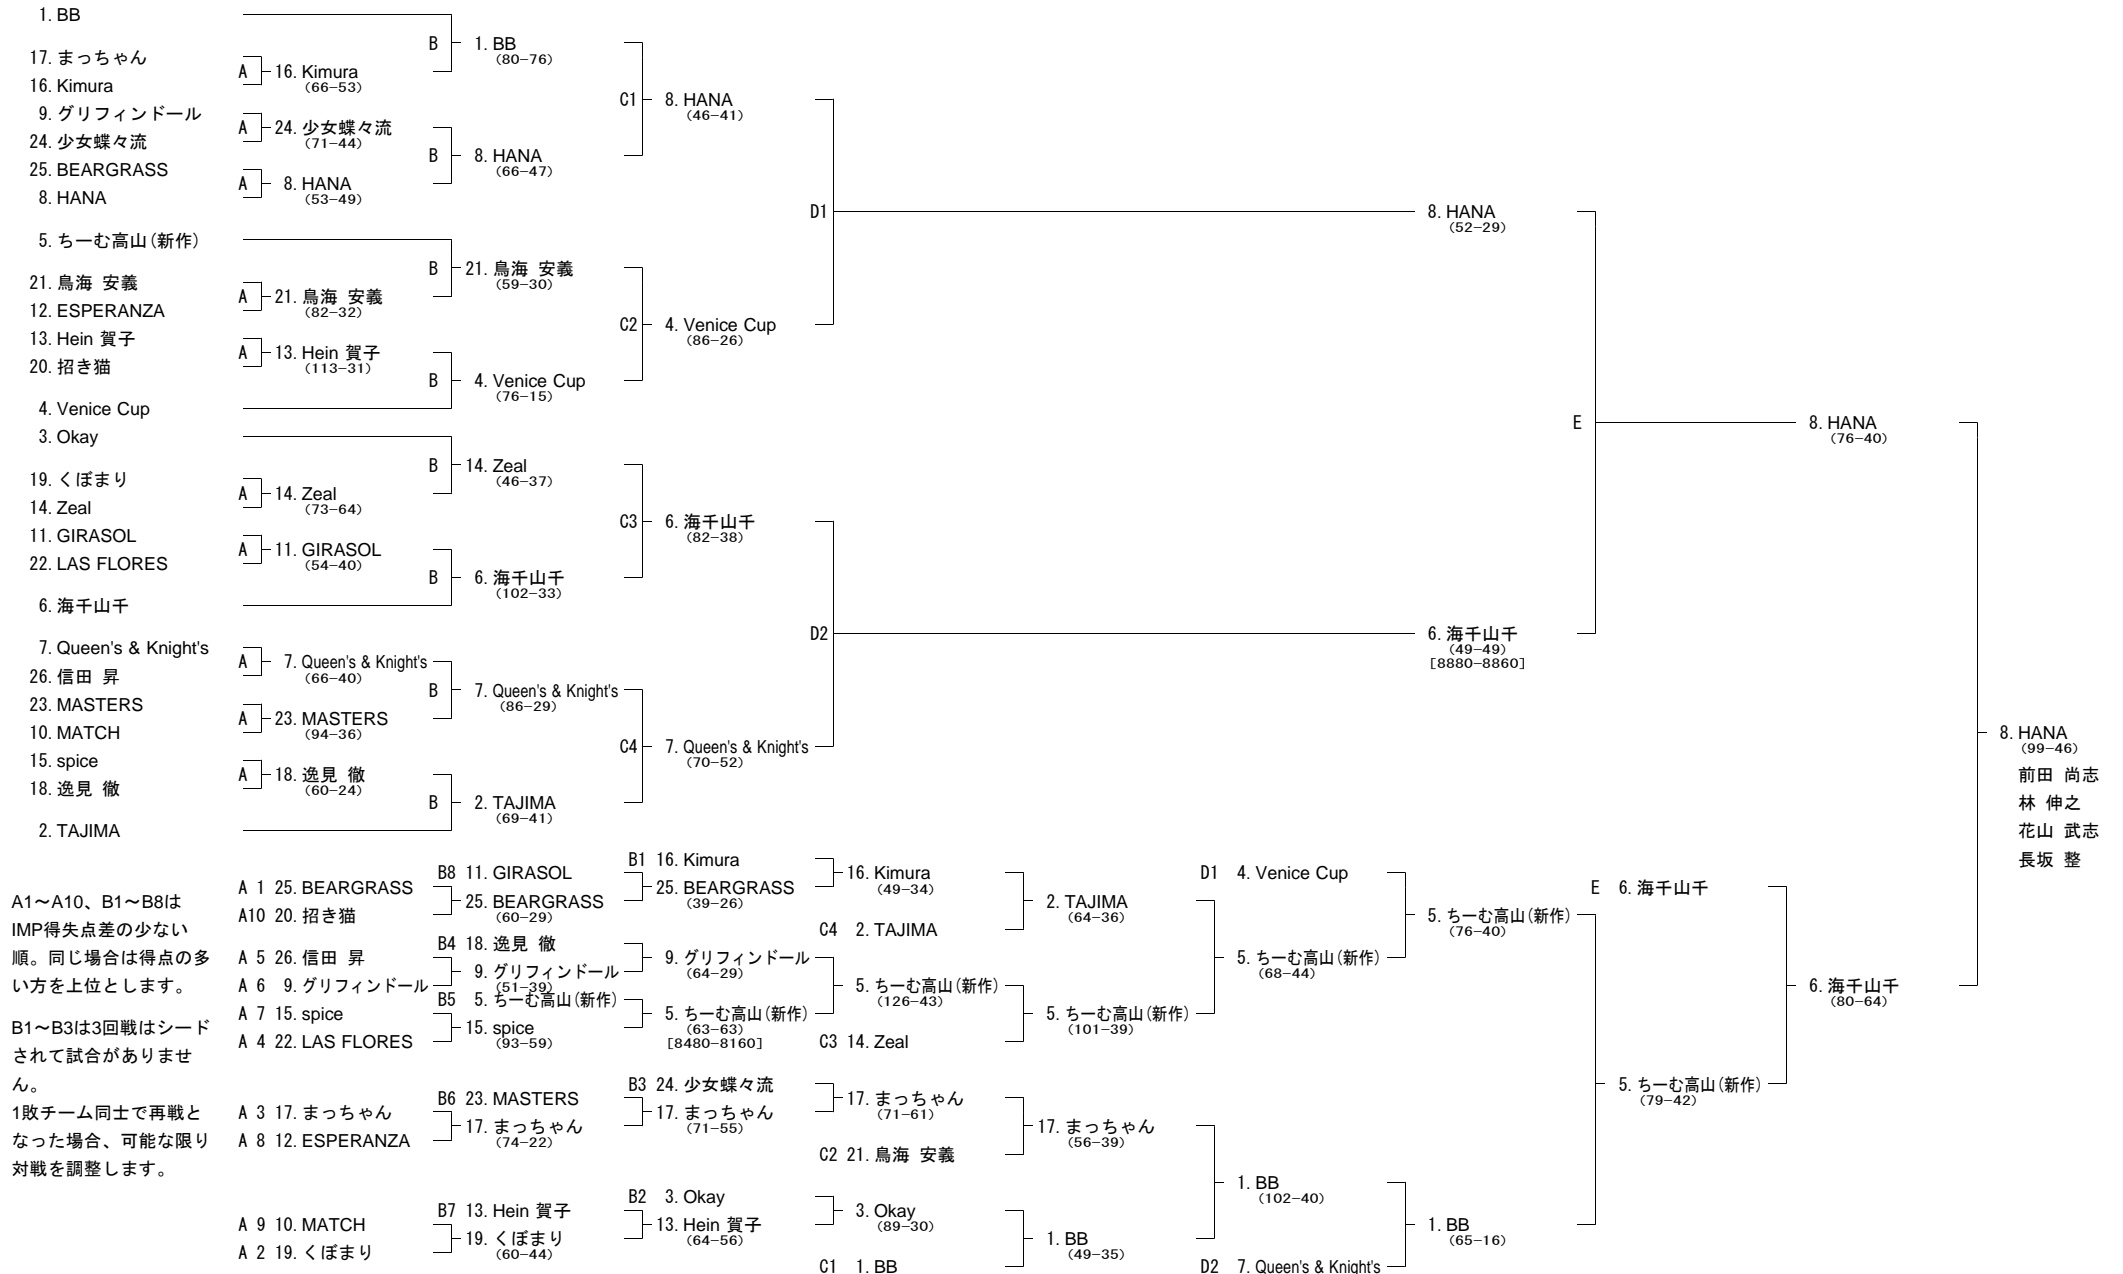 1. BB
17. まっちゃん
16. Kimura
9. グリフィンドール
24. 少女蝶々流
25. BEARGRASS
8. HANA
5. ちーむ高山(新作)
21. 鳥海 安義
12. ESPERANZA
13. Hein 賀子
20. 招き猫
4. Venice Cup
3. Okay
19. くぼまり
14. Zeal
11. GIRASOL
22. LAS FLORES
6. 海千山千
7. Queen's & Knight's
26. 信田 昇
23. MASTERS
10. MATCH
15. spice
18. 逸見 徹
2. TAJIMA
A 16. Kimura
(66-53)
A 24. 少女蝶々流
(71-44)
A 8. HANA
(53-49)
A 21. 鳥海 安義
(82-32)
A 13. Hein 賀子
(113-31)
A 14. Zeal
(73-64)
A 11. GIRASOL
(54-40)
A 7. Queen's & Knight's
(66-40)
A 23. MASTERS
(94-36)
A 18. 逸見 徹
(60-24)
B 1. BB
(80-76)
B 8. HANA
(66-47)
B 21. 鳥海 安義
(59-30)
B 4. Venice Cup
(76-15)
B 14. Zeal
(46-37)
B 6. 海千山千
(102-33)
B 7. Queen's & Knight's
(86-29)
B 2. TAJIMA
(69-41)
C1 8. HANA
(46-41)
C2 4. Venice Cup
(86-26)
C3 6. 海千山千
(82-38)
C4 7. Queen's & Knight's
(70-52)
D1
8. HANA
(52-29)
D2
6. 海千山千
(49-49)
[8880-8860]
E
8. HANA
(76-40)
8. HANA
(99-46)
前田 尚志
林 伸之
花山 武志
長坂 整
A1～A10、B1～B8は
IMP得失点差の少ない
順。同じ場合は得点の多
い方を上位とします。
B1～B3は3回戦はシード
されて試合がありませ
ん。
1敗チーム同士で再戦と
なった場合、可能な限り
対戦を調整します。
A 1 25. BEARGRASS
A10 20. 招き猫
A 5 26. 信田 昇
A 6 9. グリフィンドール
A 7 15. spice
A 4 22. LAS FLORES
A 3 17. まっちゃん
A 8 12. ESPERANZA
A 9 10. MATCH
A 2 19. くぼまり
B8 11. GIRASOL
25. BEARGRASS
(60-29)
B4 18. 逸見 徹
9. グリフィンドール
(51-39)
B5 5. ちーむ高山(新作)
15. spice
(93-59)
B6 23. MASTERS
17. まっちゃん
(74-22)
B7 13. Hein 賀子
19. くぼまり
(60-44)
B1 16. Kimura
25. BEARGRASS
(39-26)
9. グリフィンドール
(64-29)
5. ちーむ高山(新作)
(63-63)
[8480-8160]
B3 24. 少女蝶々流
17. まっちゃん
(71-55)
B2 3. Okay
13. Hein 賀子
(64-56)
16. Kimura
(49-34)
C4 2. TAJIMA
5. ちーむ高山(新作)
(126-43)
C3 14. Zeal
17. まっちゃん
(71-61)
C2 21. 鳥海 安義
3. Okay
(89-30)
C1 1. BB
2. TAJIMA
(64-36)
5. ちーむ高山(新作)
(101-39)
17. まっちゃん
(56-39)
1. BB
(49-35)
D1 4. Venice Cup
5. ちーむ高山(新作)
(68-44)
1. BB
(102-40)
D2 7. Queen's & Knight's
5. ちーむ高山(新作)
(76-40)
1. BB
(65-16)
E 6. 海千山千
5. ちーむ高山(新作)
(79-42)
6. 海千山千
(80-64)